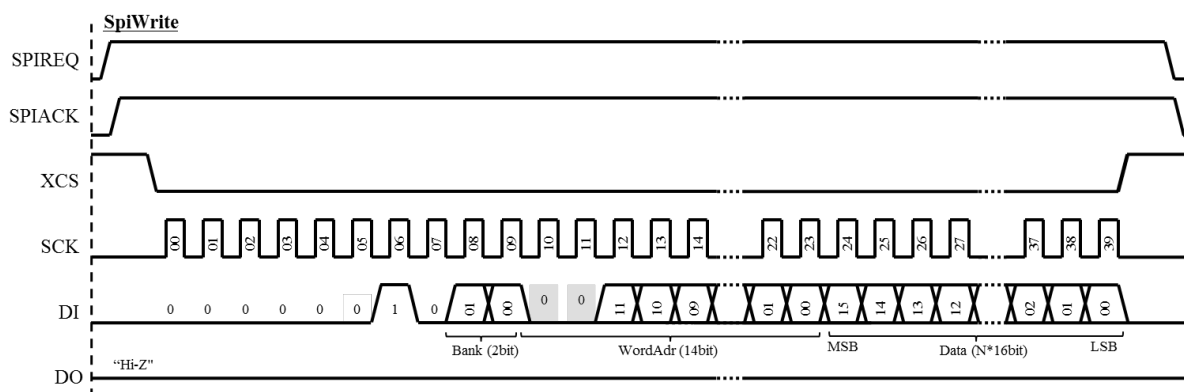 SpiWrite
SPIREQ
SPIACK
XCS
SCK 00 01 02 03 04 05 06 07 08 09 10 11 12 13 14 22 23 24 25 26 27 37 38 39
DI 0 0 0 0 0 0 1 0 01 00 0 0 11 10 09 01 00 15 14 13 12 02 01 00
Bank (2bit) WordAdr (14bit) MSB Data (N*16bit) LSB
“Hi-Z”
DO